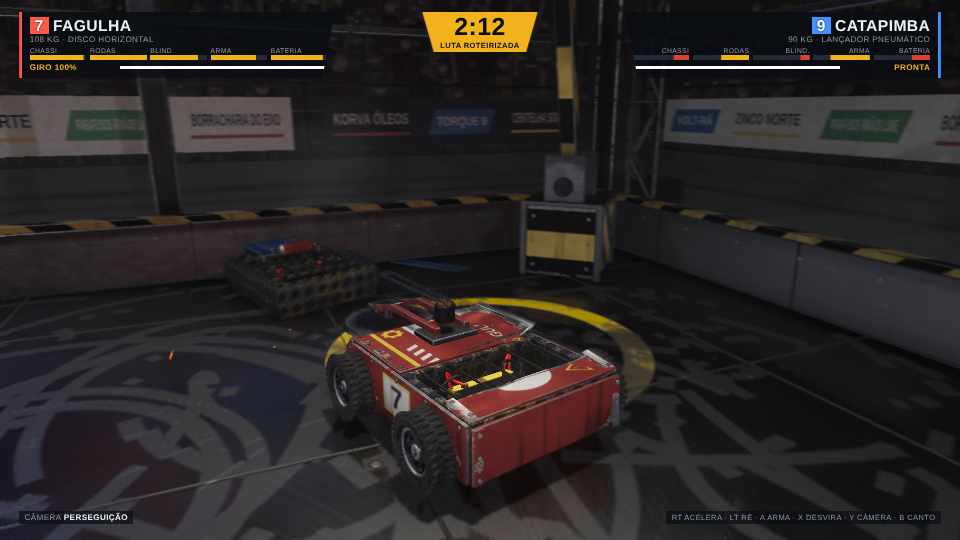 7 FAGULHA
108 KG · DISCO HORIZONTAL
CHASSI RODAS BLIND. ARMA BATERIA
GIRO 100%
2:12
LUTA ROTEIRIZADA
9 CATAPIMBA
90 KG · LANÇADOR PNEUMÁTICO
CHASSI RODAS BLIND. ARMA BATERIA
PRONTA
BORRACHARIA DO EIXO
KORVA ÓLEOS
TORQUE 9
VOLT-RÃ
ZINCO NORTE
7
CÂMERA PERSEGUIÇÃO
RT ACELERA · LT RÉ · A ARMA · X DESVIRA · Y CÂMERA · B CANTO